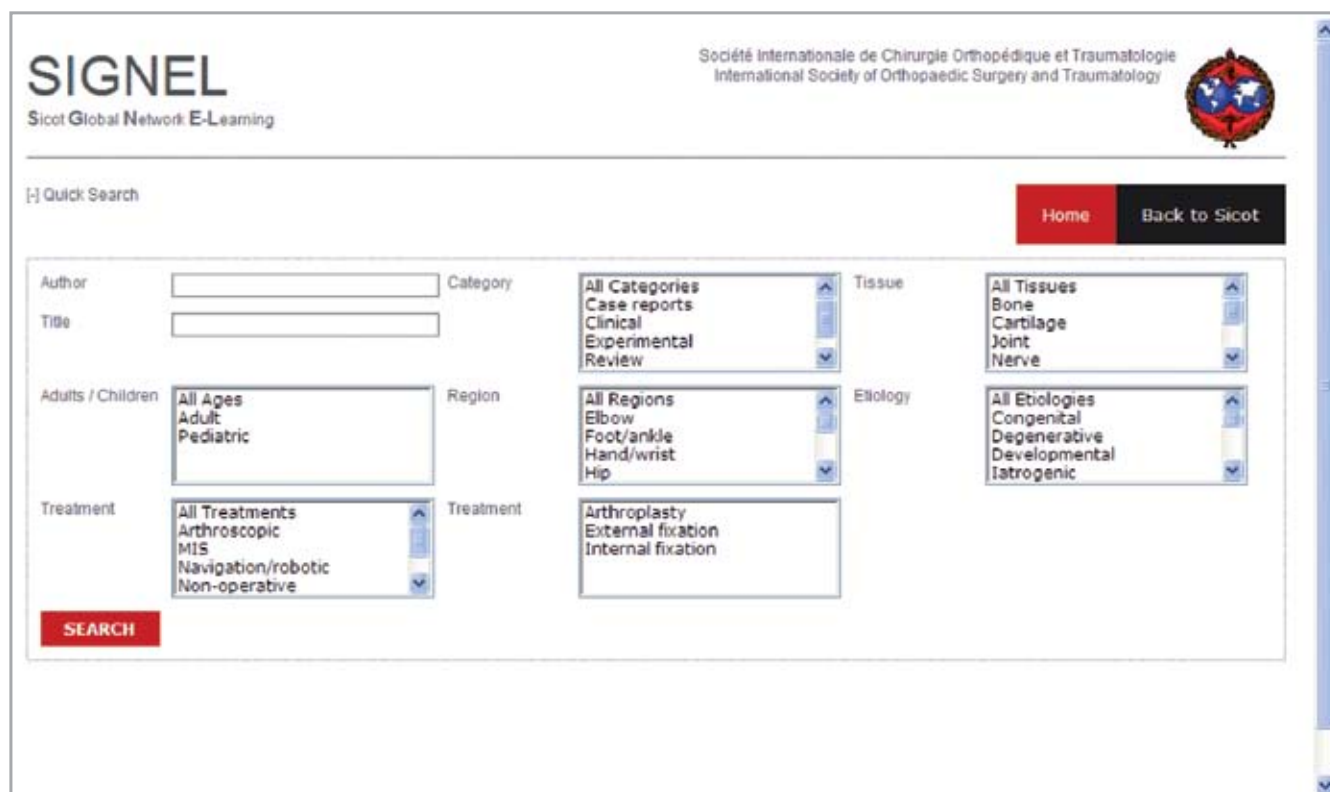 SIGNEL
Sicot Global Network E-Learning
Société Internationale de Chirurgie Orthopédique et Traumatologie
International Society of Orthopaedic Surgery and Traumatology
[-] Quick Search
Home
Back to Sicot
Author
Title
Category
All Categories
Case reports
Clinical
Experimental
Review
Tissue
All Tissues
Bone
Cartilage
Joint
Nerve
Adults / Children
All Ages
Adult
Pediatric
Region
All Regions
Elbow
Foot/ankle
Hand/wrist
Hip
Etiology
All Etiologies
Congenital
Degenerative
Developmental
Iatrogenic
Treatment
All Treatments
Arthroscopic
MIS
Navigation/robotic
Non-operative
Treatment
Arthroplasty
External fixation
Internal fixation
SEARCH